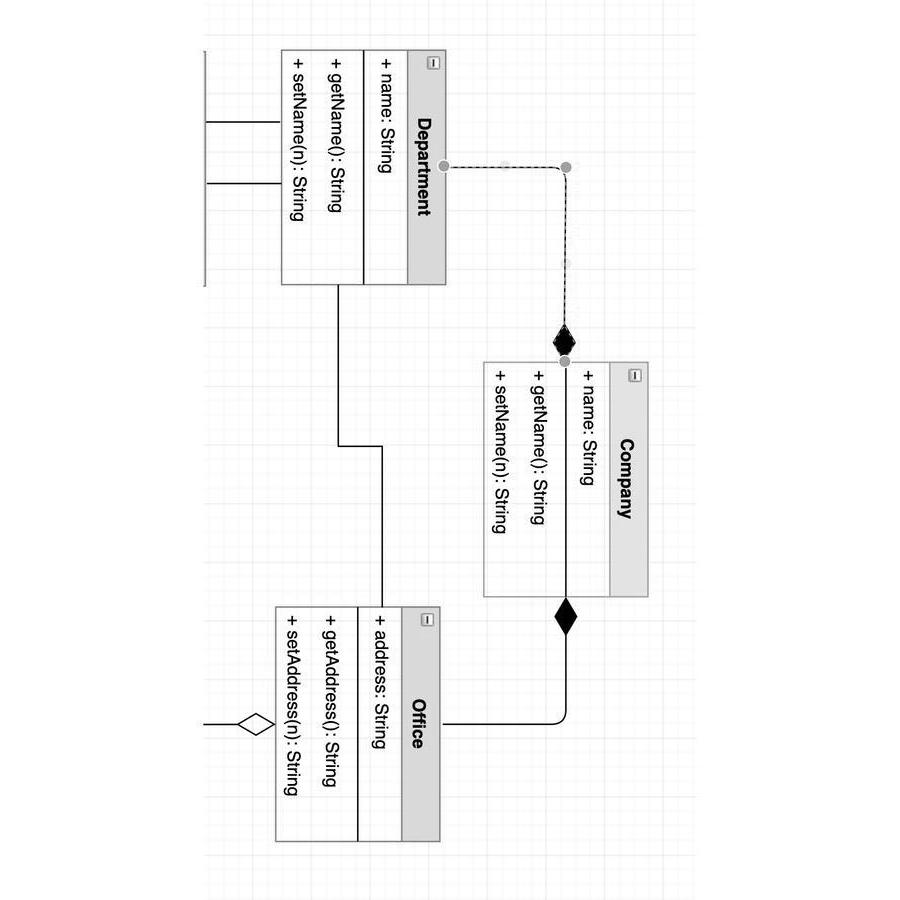 Company
+ name: String
+ getName(): String
+ setName(n): String
Department
+ name: String
+ getName(): String
+ setName(n): String
Office
+ address: String
+ getAddress(): String
+ setAddress(n): String